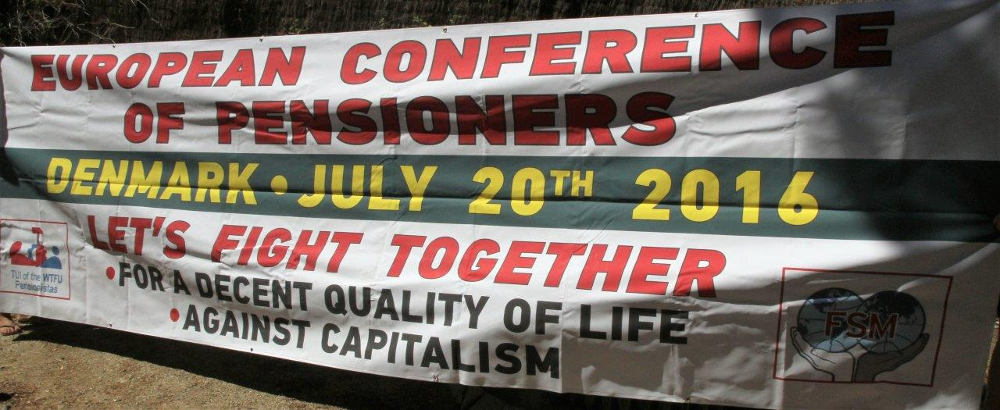 EUROPEAN CONFERENCE
OF PENSIONERS
DENMARK • JULY 20TH 2016
LET'S FIGHT TOGETHER
• FOR A DECENT QUALITY OF LIFE
• AGAINST CAPITALISM
TUI of the WTFU
Pensionistas
FSM